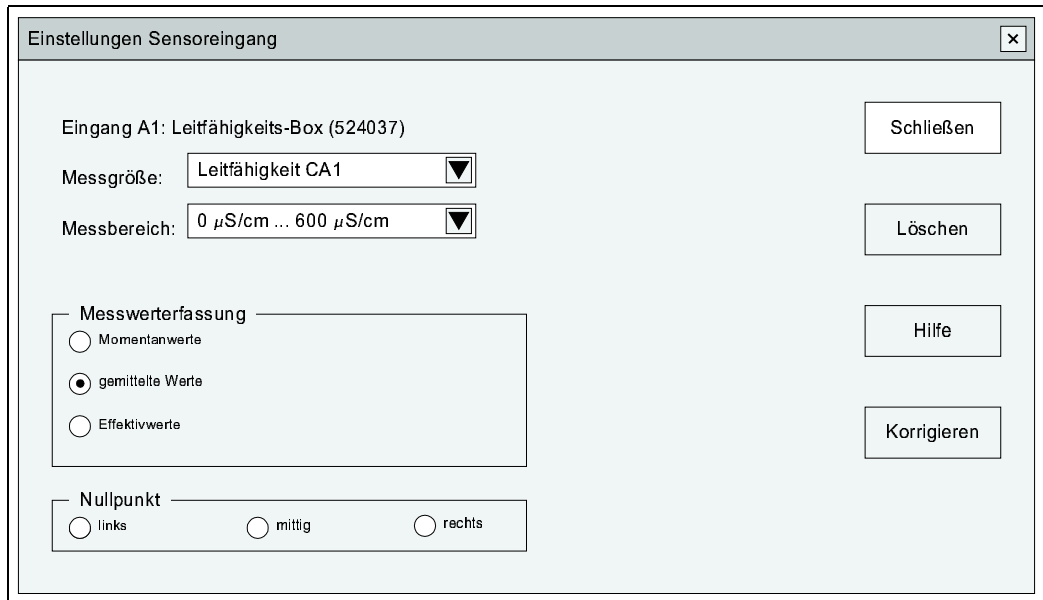 Einstellungen Sensoreingang
Eingang A1: Leitfähigkeits-Box (524037)
Messgröße: Leitfähigkeit CA1
Messbereich: 0 µS/cm ... 600 µS/cm
Messwerterfassung
Momentanwerte
gemittelte Werte
Effektivwerte
Nullpunkt
links mittig rechts
Schließen
Löschen
Hilfe
Korrigieren